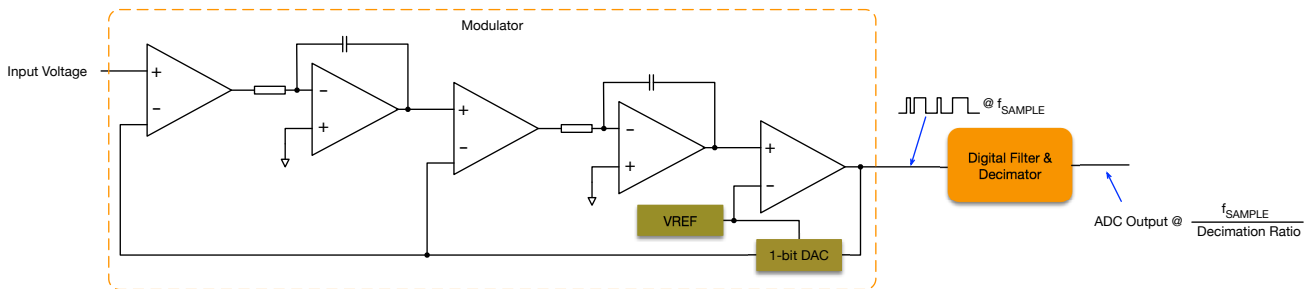 Modulator
Input Voltage
+
−
−
+
+
−
−
+
+
−
VREF
1-bit DAC
@ fSAMPLE
Digital Filter &
Decimator
ADC Output @
fSAMPLE
Decimation Ratio